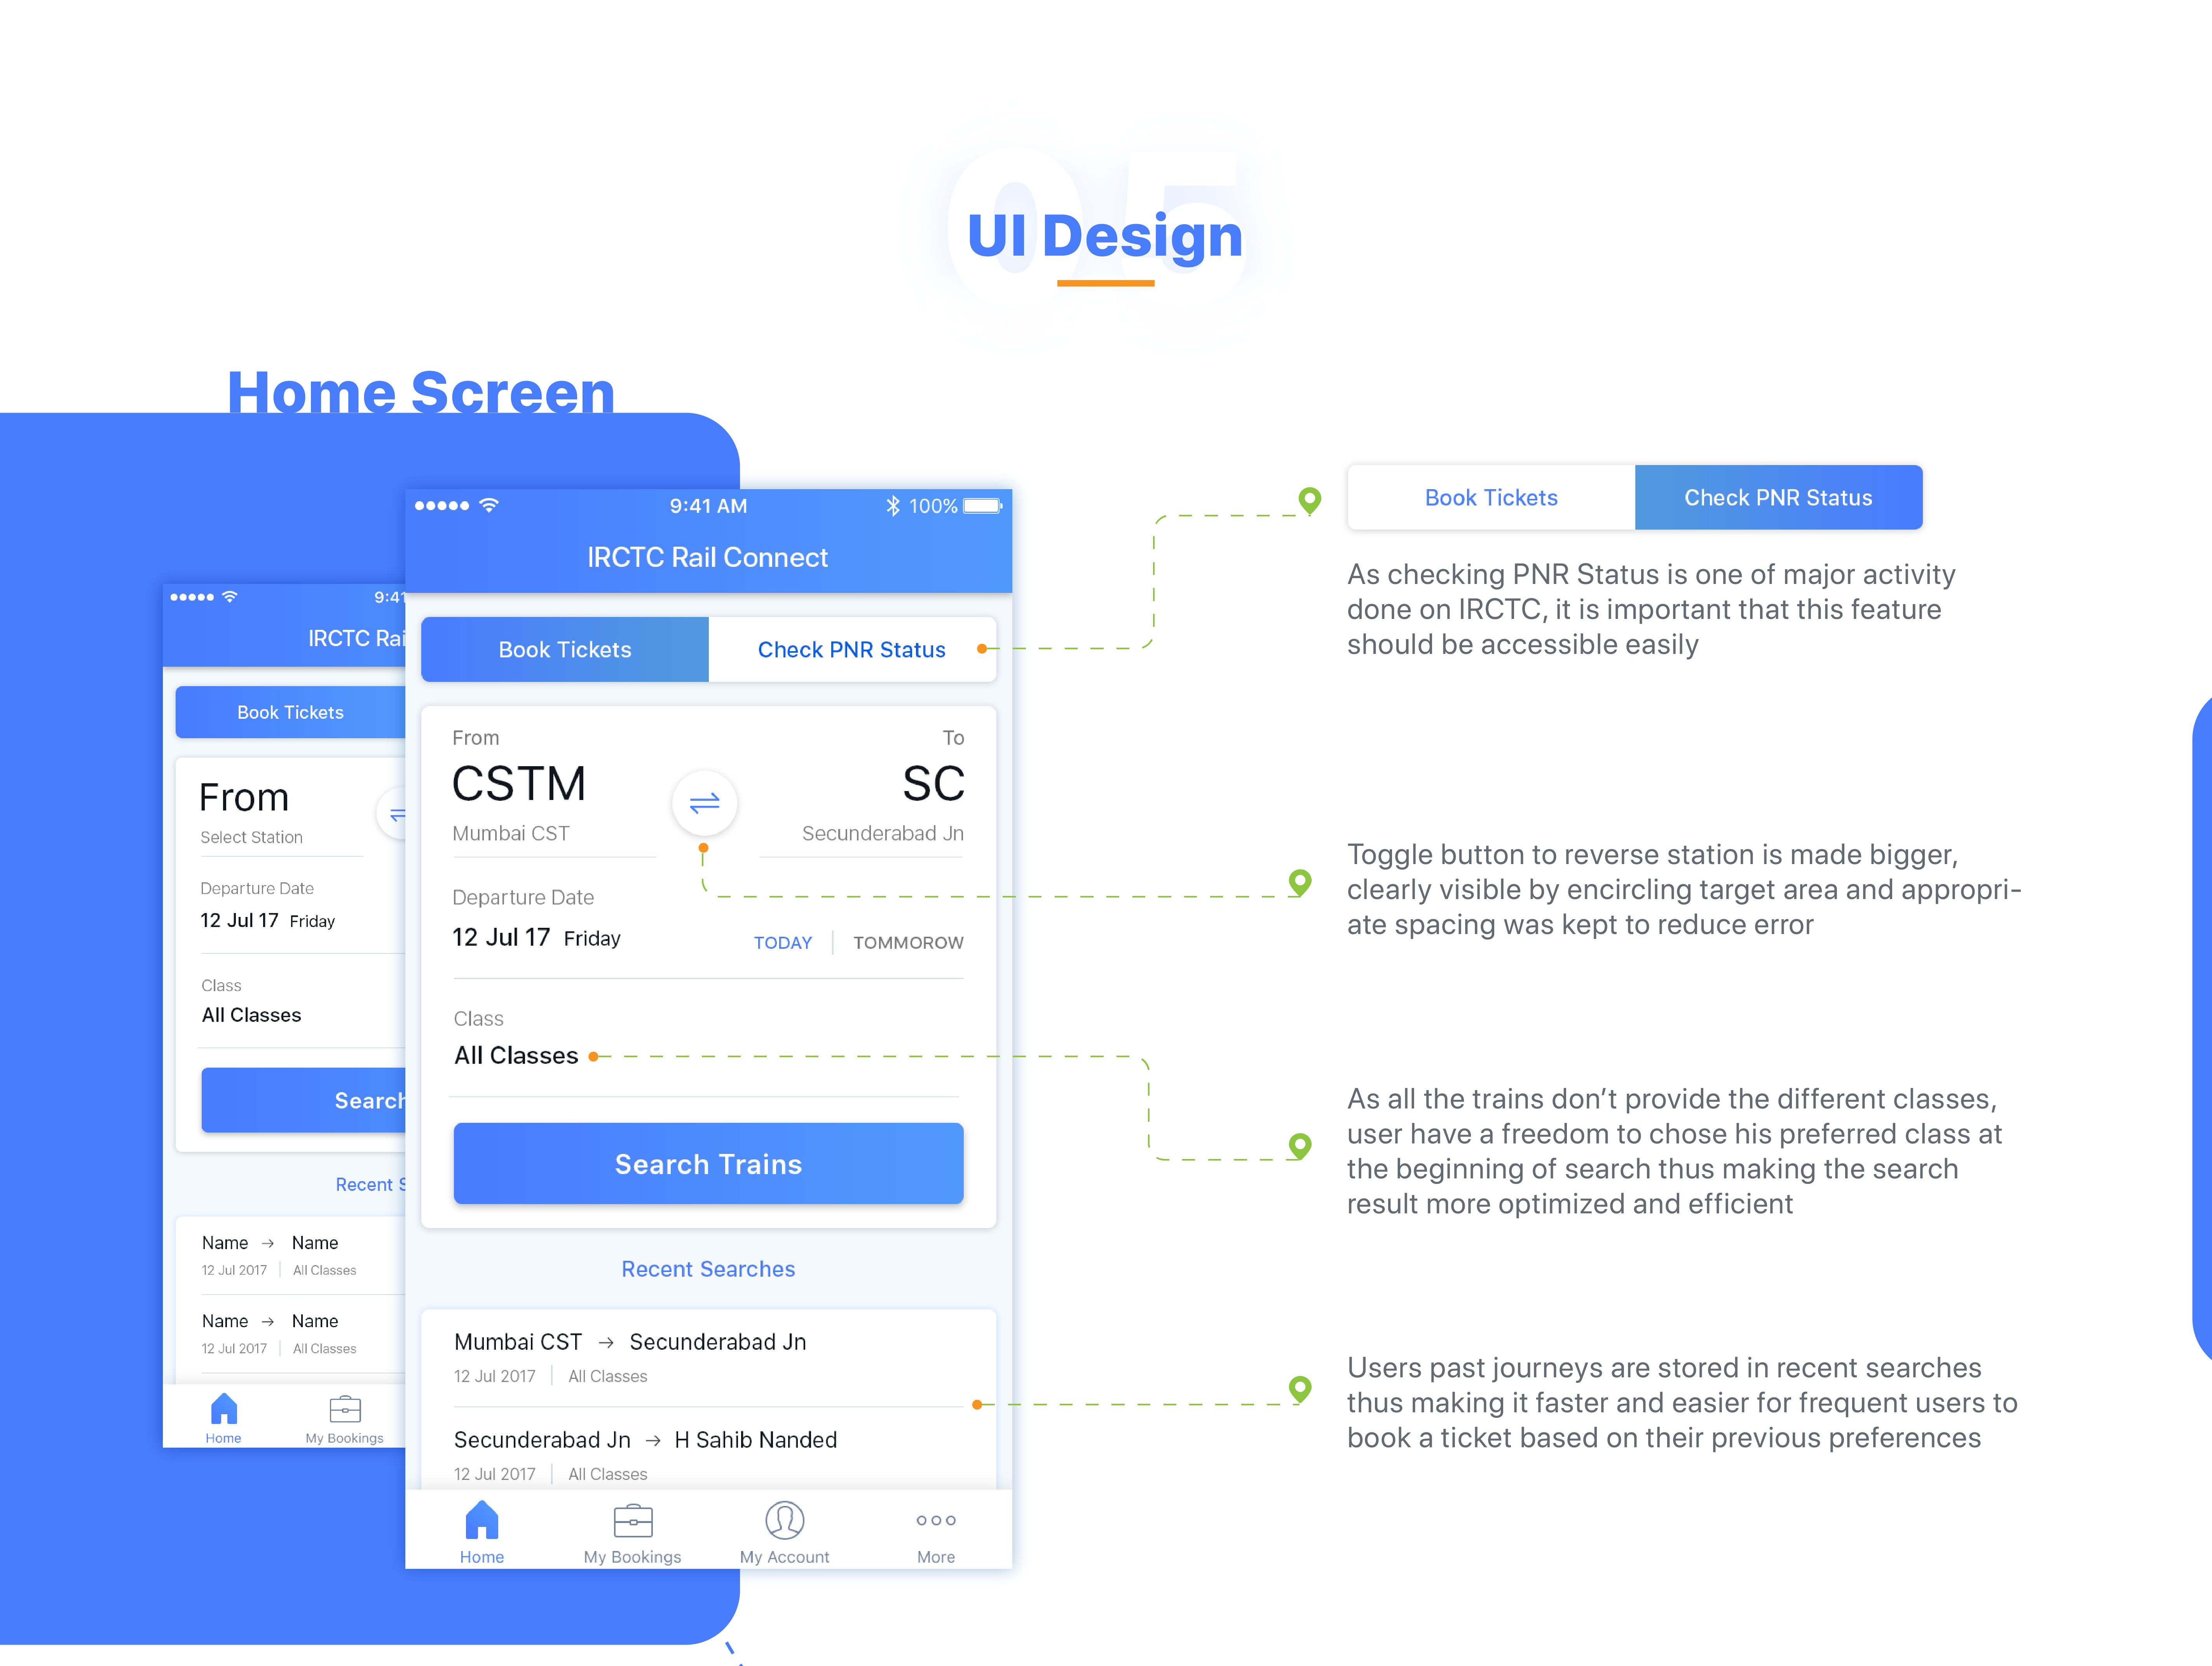 05
UI Design
Home Screen
9:41
IRCTC Rai
Book Tickets
From
Select Station
Departure Date
12 Jul 17 Friday
Class
All Classes
Search
Recent S
Name → Name
12 Jul 2017 | All Classes
Name → Name
12 Jul 2017 | All Classes
Home My Bookings
9:41 AM 100%
IRCTC Rail Connect
Book Tickets Check PNR Status
From To
CSTM SC
Mumbai CST Secunderabad Jn
Departure Date
12 Jul 17 Friday TODAY | TOMMOROW
Class
All Classes
Search Trains
Recent Searches
Mumbai CST → Secunderabad Jn
12 Jul 2017 | All Classes
Secunderabad Jn → H Sahib Nanded
12 Jul 2017 | All Classes
Home My Bookings My Account More
Book Tickets Check PNR Status
As checking PNR Status is one of major activity
done on IRCTC, it is important that this feature
should be accessible easily
Toggle button to reverse station is made bigger,
clearly visible by encircling target area and appropri-
ate spacing was kept to reduce error
As all the trains don’t provide the different classes,
user have a freedom to chose his preferred class at
the beginning of search thus making the search
result more optimized and efficient
Users past journeys are stored in recent searches
thus making it faster and easier for frequent users to
book a ticket based on their previous preferences